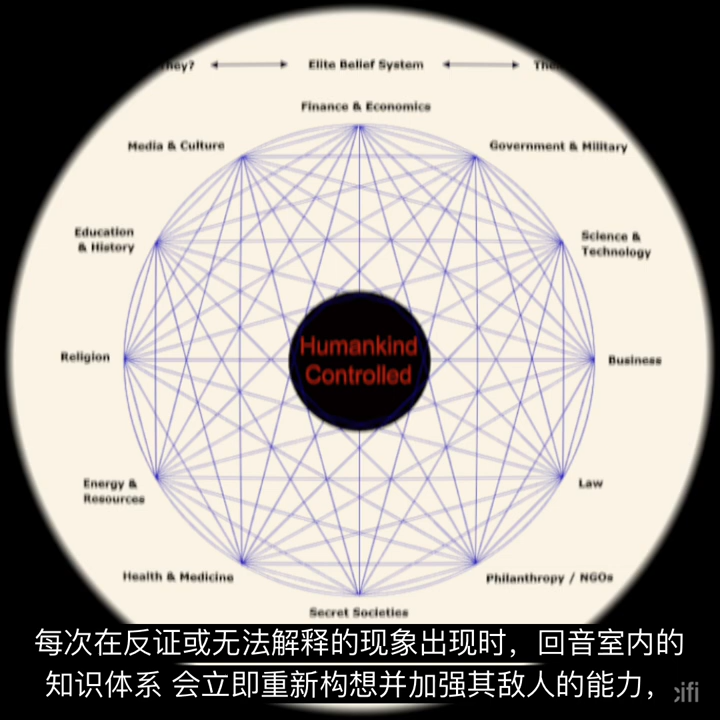 Elite Belief System
Finance & Economics
Media & Culture
Government & Military
Education
& History
Science &
Technology
Humankind
Controlled
Religion
Business
Energy &
Resources
Law
Health & Medicine
Philanthropy / NGOs
Secret Societies
每次在反证或无法解释的现象出现时，回音室内的
知识体系 会立即重新构想并加强其敌人的能力，